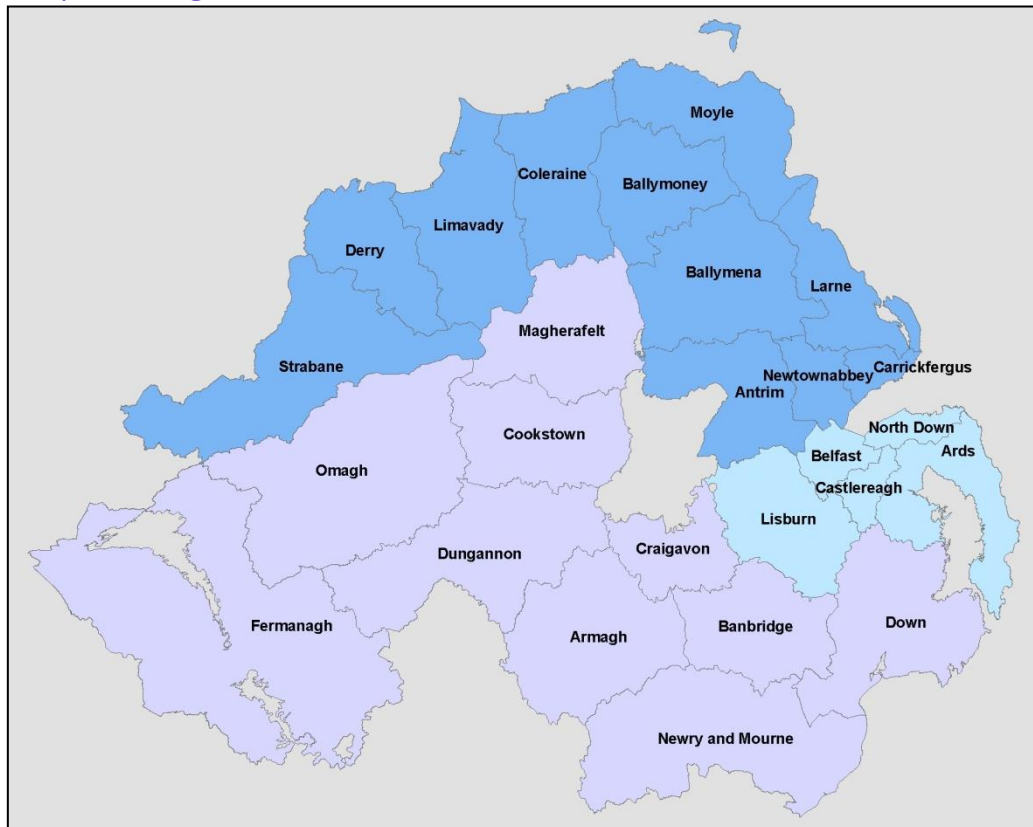 Moyle
Coleraine
Ballymoney
Limavady
Derry
Ballymena
Larne
Magherafelt
Strabane
Newtownabbey
Carrickfergus
Antrim
North Down
Cookstown
Ards
Belfast
Omagh
Castlereagh
Lisburn
Craigavon
Dungannon
Fermanagh
Armagh
Banbridge
Down
Newry and Mourne